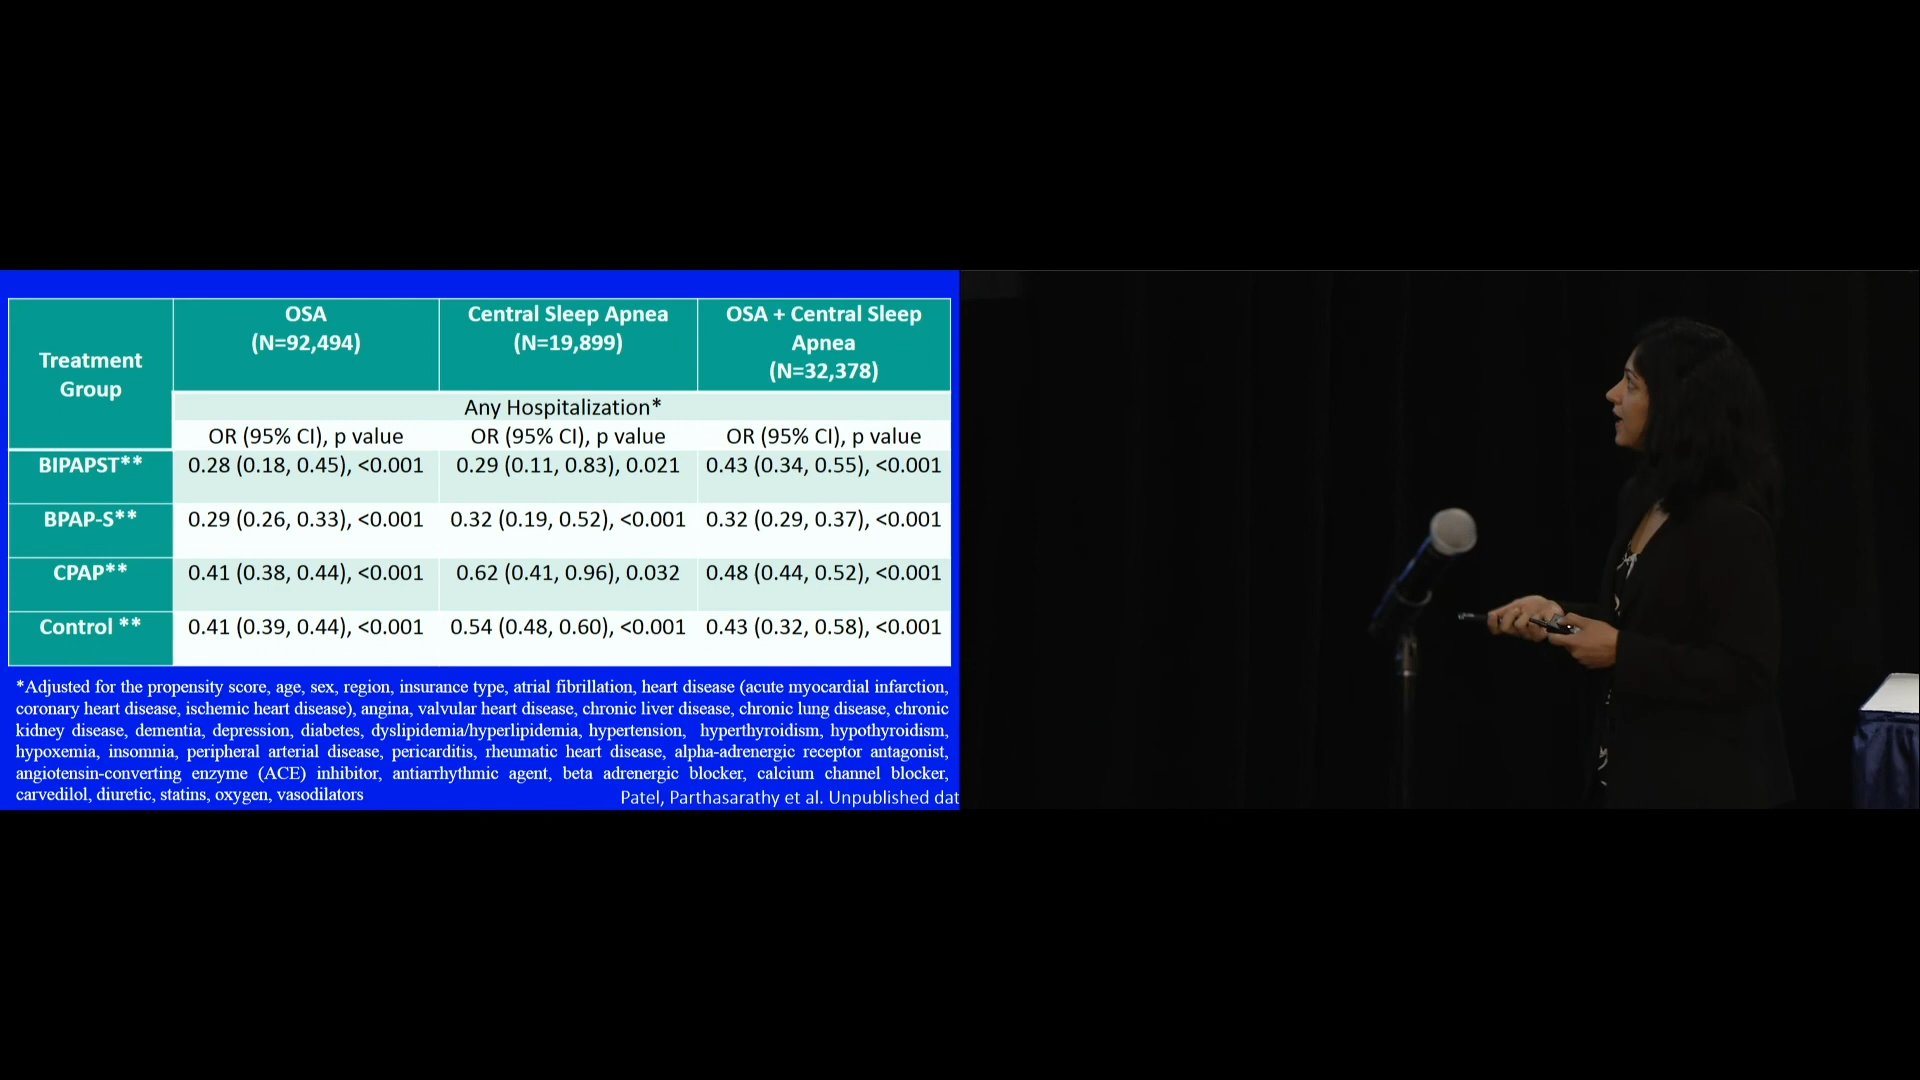 Treatment
Group
OSA
(N=92,494)
Central Sleep Apnea
(N=19,899)
OSA + Central Sleep
Apnea
(N=32,378)
Any Hospitalization*
OR (95% CI), p value
OR (95% CI), p value
OR (95% CI), p value
BIPAPST** 0.28 (0.18, 0.45), <0.001 0.29 (0.11, 0.83), 0.021 0.43 (0.34, 0.55), <0.001
BPAP-S** 0.29 (0.26, 0.33), <0.001 0.32 (0.19, 0.52), <0.001 0.32 (0.29, 0.37), <0.001
CPAP** 0.41 (0.38, 0.44), <0.001 0.62 (0.41, 0.96), 0.032 0.48 (0.44, 0.52), <0.001
Control ** 0.41 (0.39, 0.44), <0.001 0.54 (0.48, 0.60), <0.001 0.43 (0.32, 0.58), <0.001
*Adjusted for the propensity score, age, sex, region, insurance type, atrial fibrillation, heart disease (acute myocardial infarction,
coronary heart disease, ischemic heart disease), angina, valvular heart disease, chronic liver disease, chronic lung disease, chronic
kidney disease, dementia, depression, diabetes, dyslipidemia/hyperlipidemia, hypertension, hyperthyroidism, hypothyroidism,
hypoxemia, insomnia, peripheral arterial disease, pericarditis, rheumatic heart disease, alpha-adrenergic receptor antagonist,
angiotensin-converting enzyme (ACE) inhibitor, antiarrhythmic agent, beta adrenergic blocker, calcium channel blocker,
carvedilol, diuretic, statins, oxygen, vasodilators
Patel, Parthasarathy et al. Unpublished dat